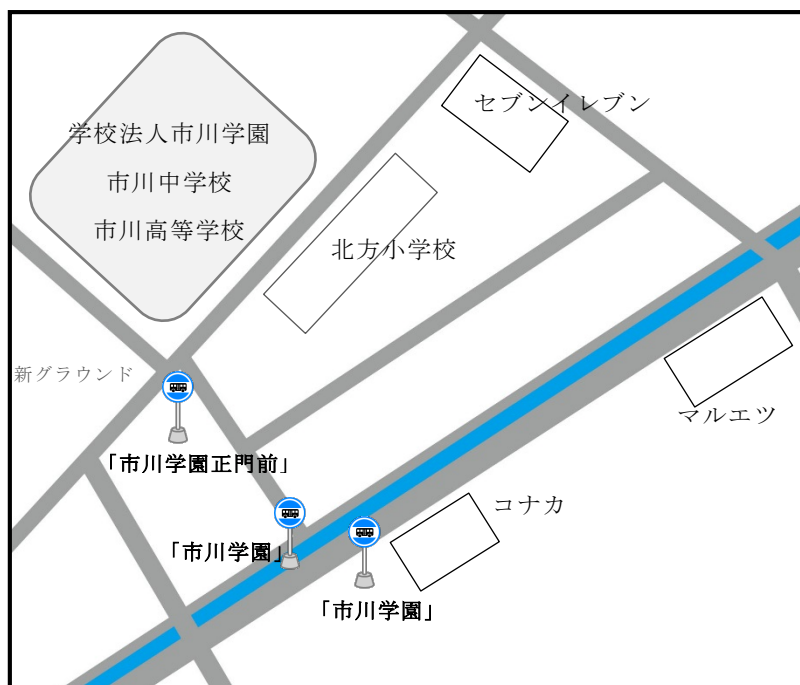 セブンイレブン
学校法人市川学園
市川中学校
市川高等学校
北方小学校
新グラウンド
マルエツ
「市川学園正門前」
コナカ
「市川学園」
「市川学園」